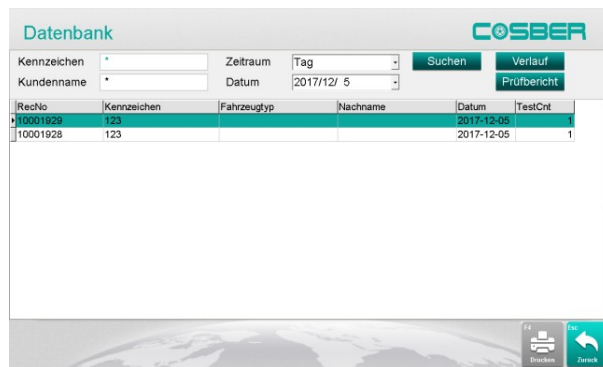 Datenbank COSBER
Kennzeichen * Zeitraum Tag Suchen Verlauf
Kundenname * Datum 2017/12/ 5 Prüfbericht
RecNo Kennzeichen Fahrzeugtyp Nachname Datum TestCnt
10001929 123 2017-12-05 1
10001928 123 2017-12-05 1
F4 Esc
Drucken Zurück